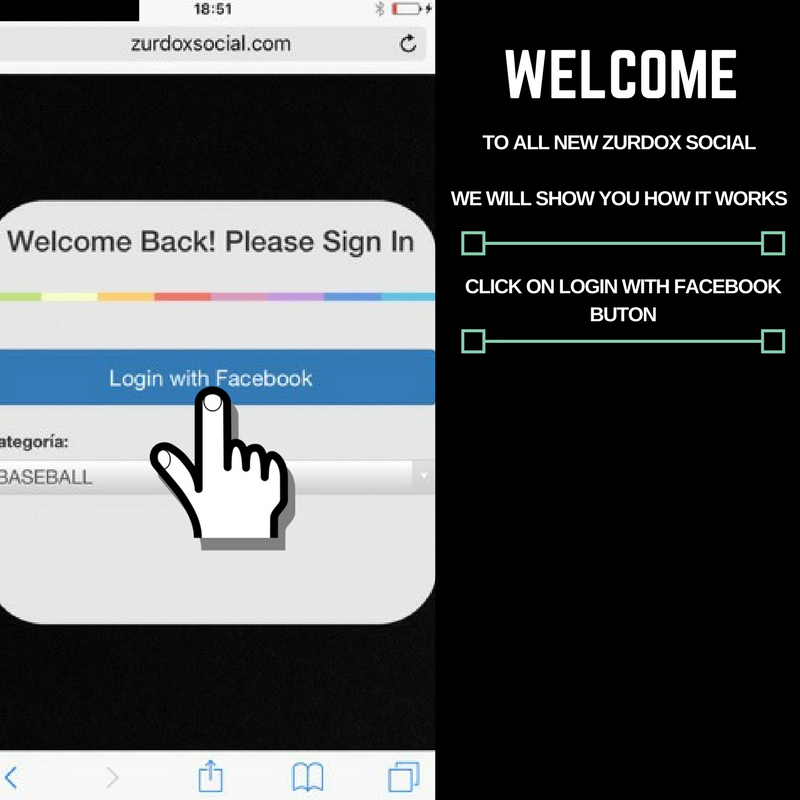 18:51
zurdoxsocial.com
Welcome Back! Please Sign In
Login with Facebook
ategoría:
BASEBALL
WELCOME
TO ALL NEW ZURDOX SOCIAL
WE WILL SHOW YOU HOW IT WORKS
CLICK ON LOGIN WITH FACEBOOK
BUTON